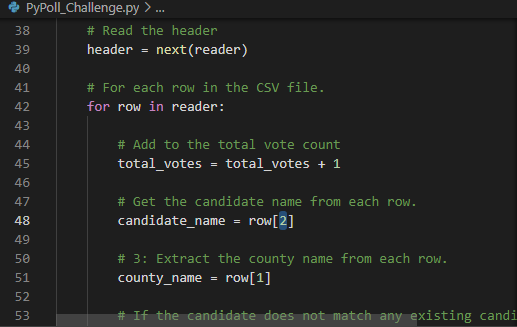 PyPoll_Challenge.py > ...
38 # Read the header
39 header = next(reader)
40
41 # For each row in the CSV file.
42 for row in reader:
43
44 # Add to the total vote count
45 total_votes = total_votes + 1
46
47 # Get the candidate name from each row.
48 candidate_name = row[2]
49
50 # 3: Extract the county name from each row.
51 county_name = row[1]
52
53 # If the candidate does not match any existing candi